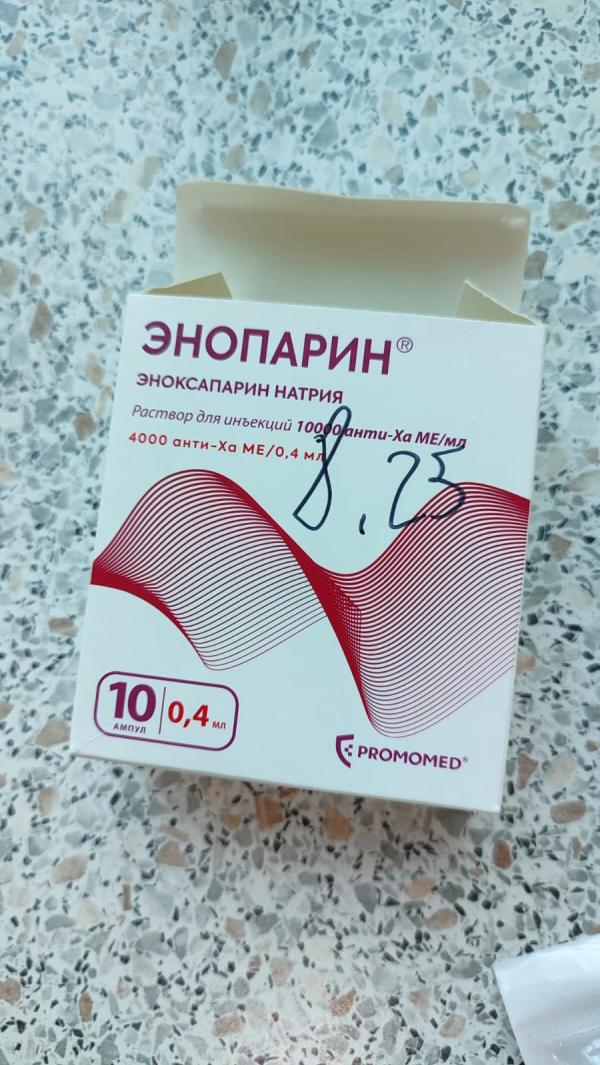 ЭНОПАРИН®
ЭНОКСАПАРИН НАТРИЯ
Раствор для инъекций 10000 анти-Ха МЕ/мл
4000 анти-Ха МЕ/0,4 мл
8.25
10 | 0,4 мл
АМПУЛ
PROMOMED®